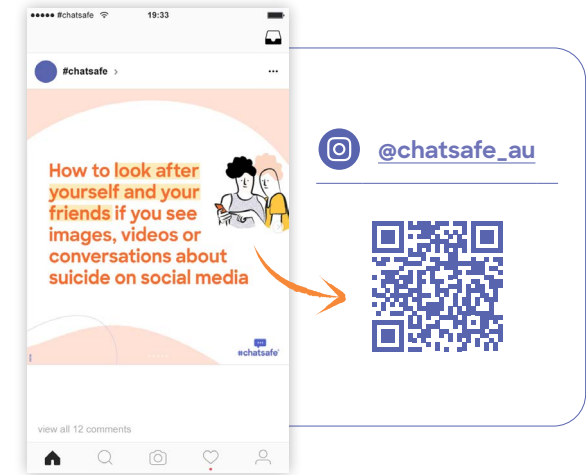 #chatsafe
19:33
#chatsafe >
How to look after
yourself and your
friends if you see
images, videos or
conversations about
suicide on social media
#chatsafe
view all 12 comments
@chatsafe_au